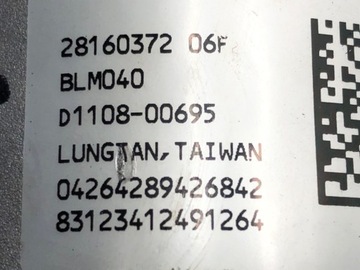 28160372 06F
BLM040
D1108-00695
LUNGTAN, TAIWAN
04264289426842
83123412491264